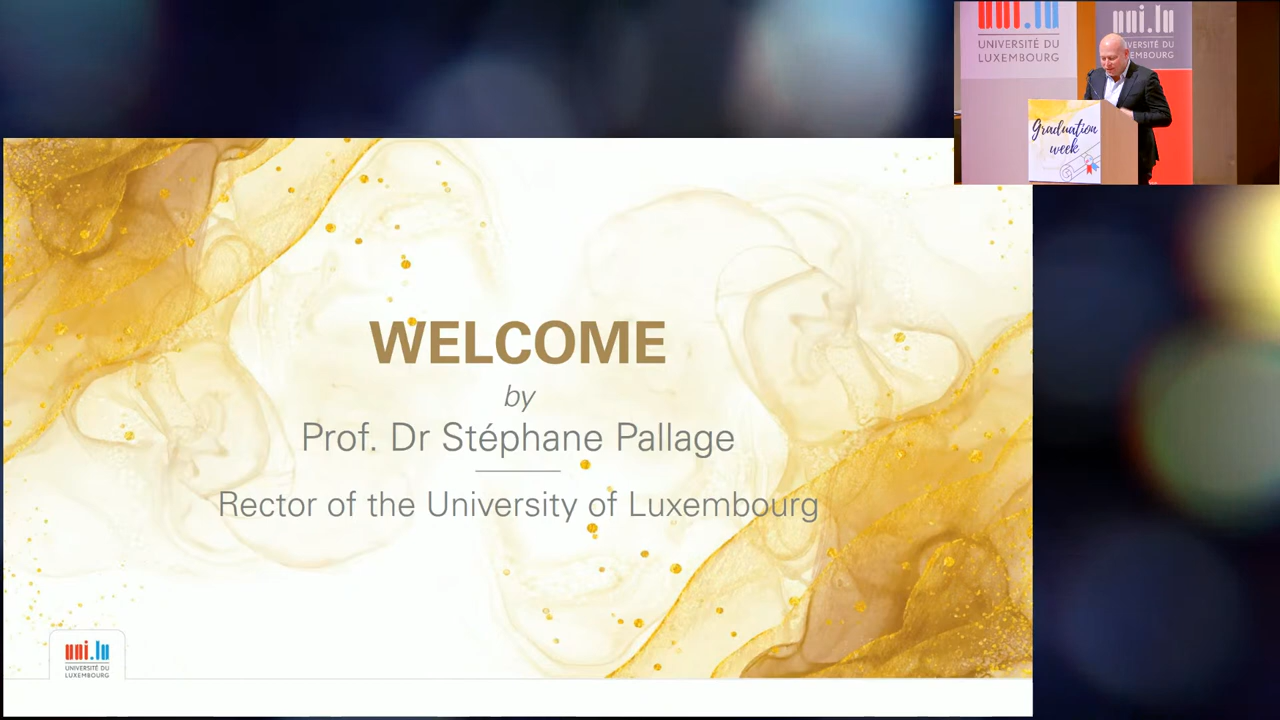 uni.lu
UNIVERSITÉ DU
LUXEMBOURG
uni.lu
UNIVERSITÉ DU
LUXEMBOURG
Graduation
week
WELCOME
by
Prof. Dr Stéphane Pallage
Rector of the University of Luxembourg
uni.lu
UNIVERSITÉ DU
LUXEMBOURG